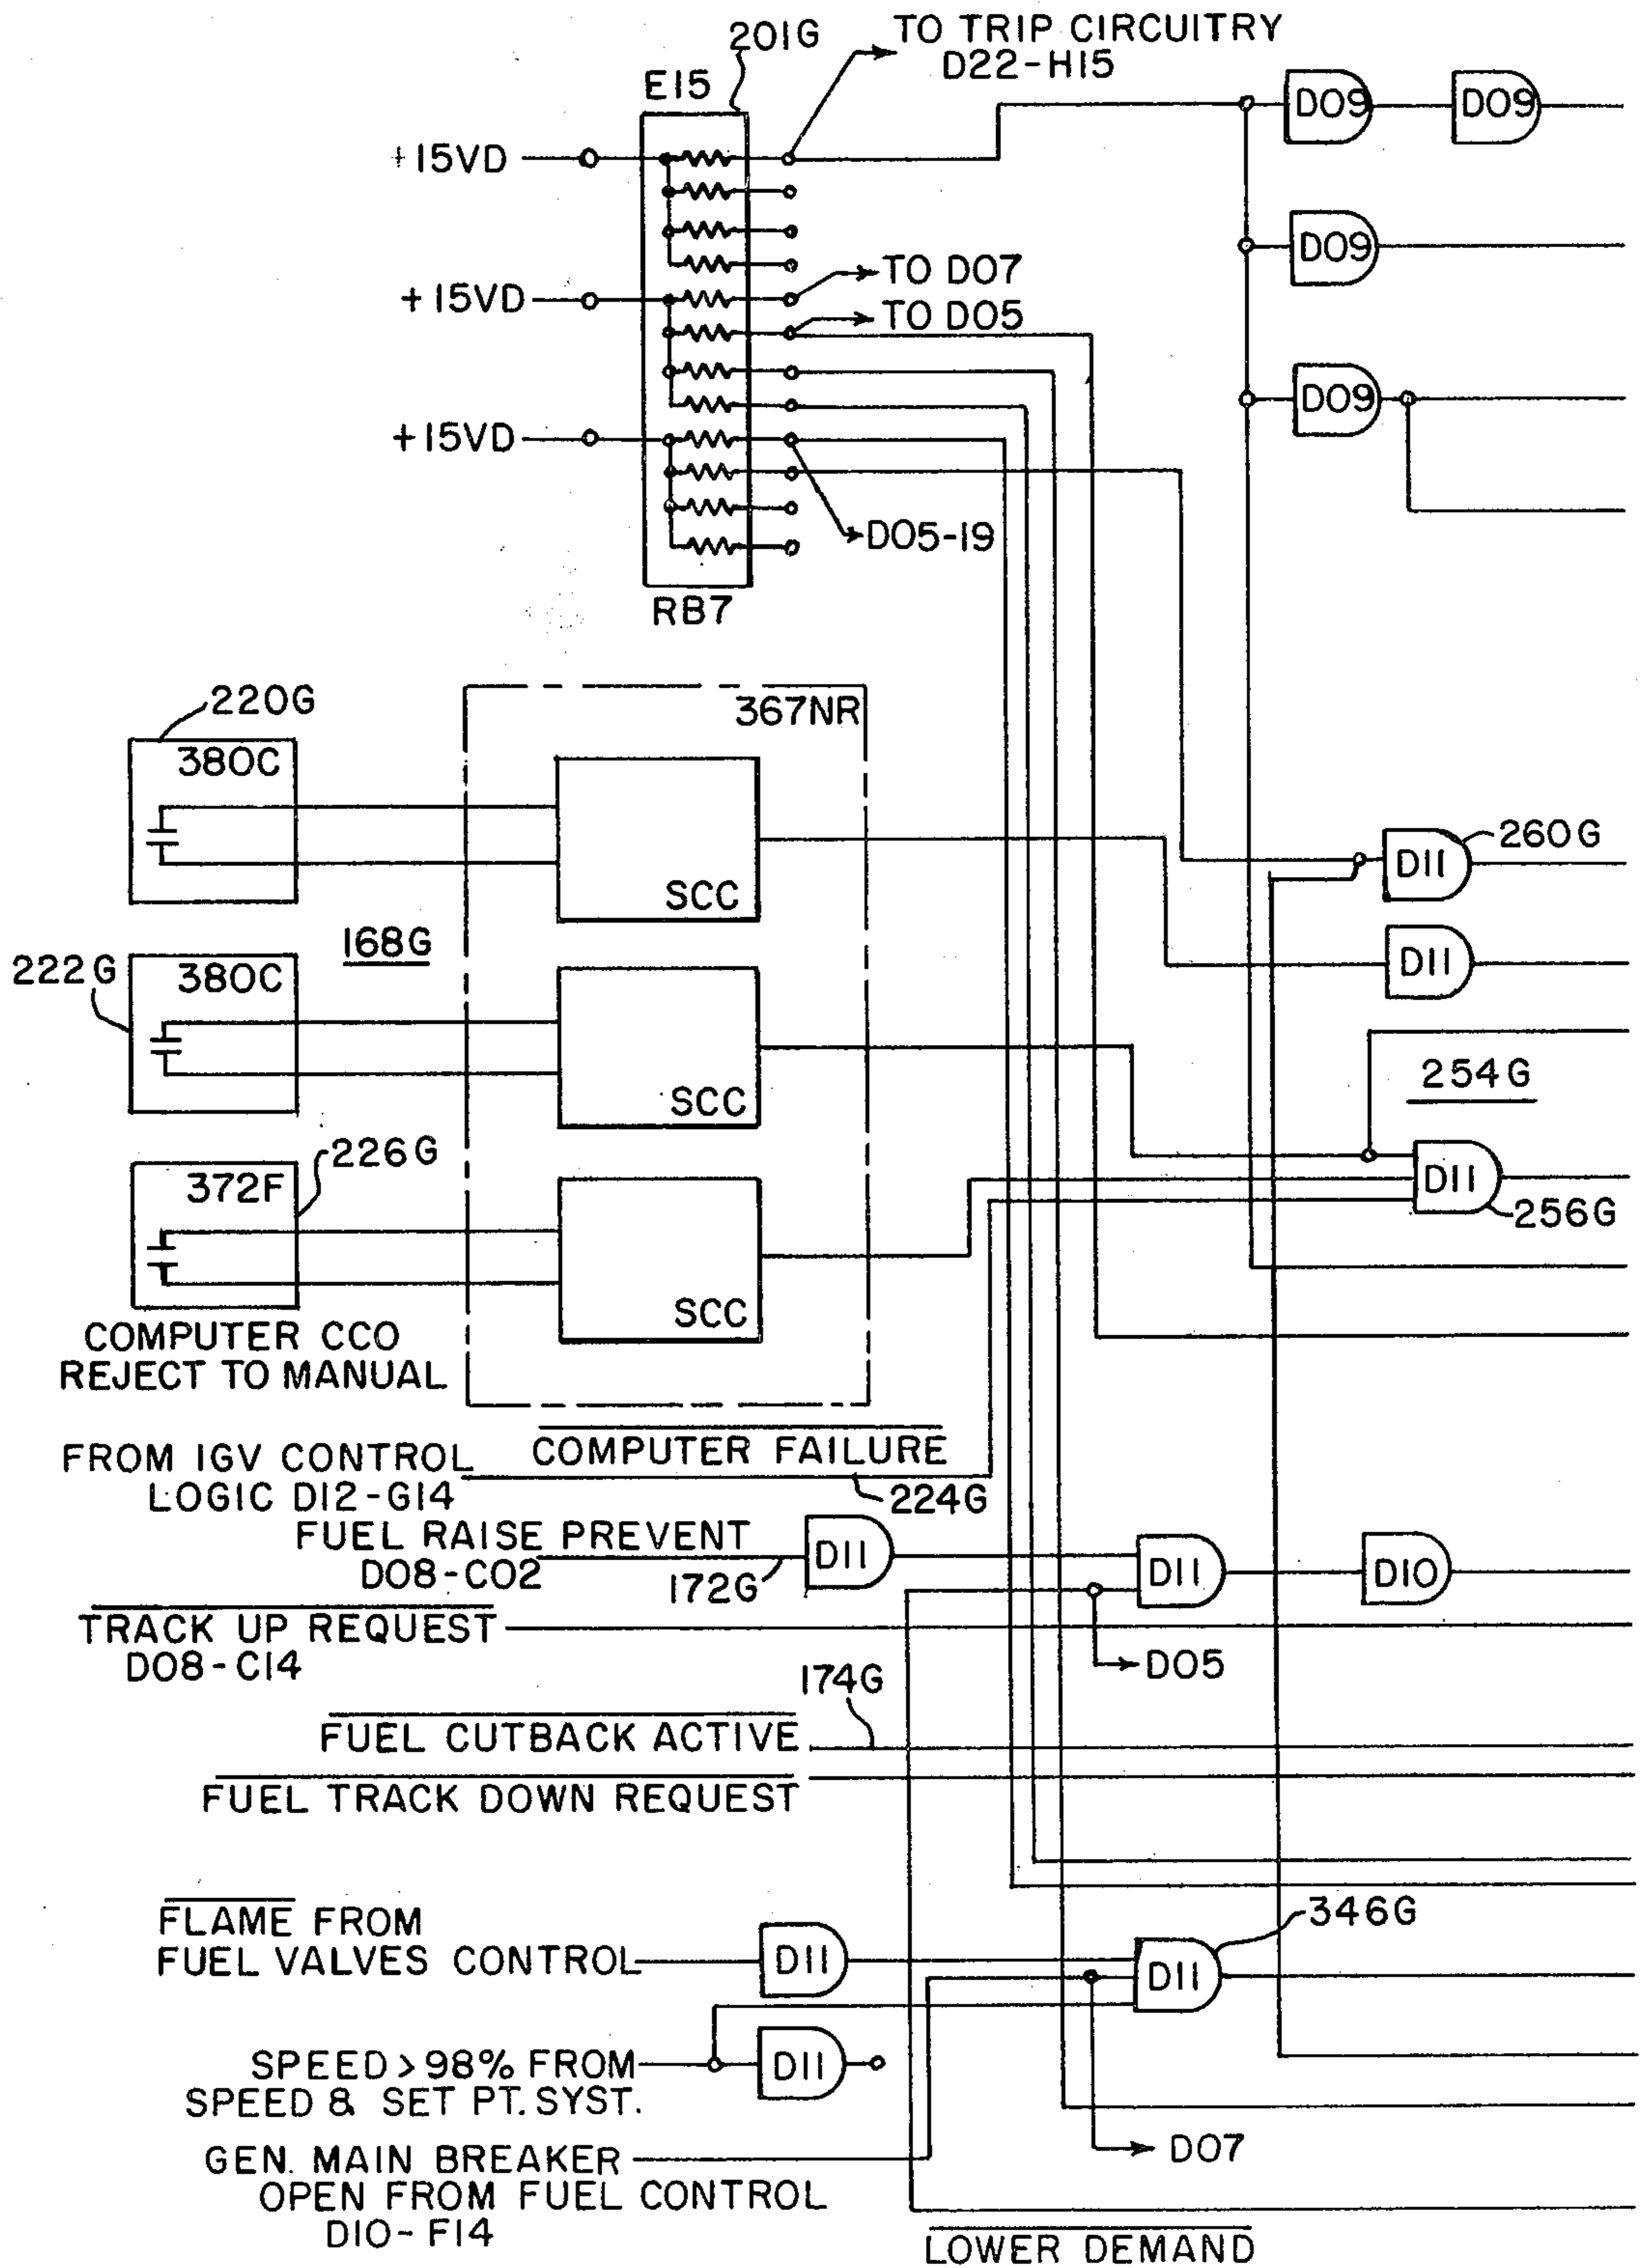 201G
TO TRIP CIRCUITRY
D22-H15
E15
D09
D09
+15VD
D09
TO D07
+15VD
TO D05
D09
+15VD
D05-19
RB7
220G
367NR
380C
260G
D11
SCC
168G
222G
380C
D11
254G
SCC
226G
372F
D11
256G
SCC
COMPUTER CCO
REJECT TO MANUAL
COMPUTER FAILURE
FROM IGV CONTROL
LOGIC D12-G14
224G
FUEL RAISE PREVENT
D08-C02
172G
D11
D11
D10
TRACK UP REQUEST
D08-C14
D05
174G
FUEL CUTBACK ACTIVE
FUEL TRACK DOWN REQUEST
346G
FLAME FROM
FUEL VALVES CONTROL
D11
D11
SPEED>98% FROM
SPEED & SET PT. SYST.
D11
D07
GEN. MAIN BREAKER
OPEN FROM FUEL CONTROL
D10-F14
LOWER DEMAND